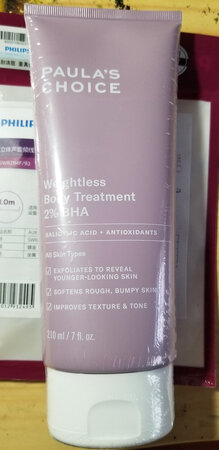 PAULA'S
CHOICE
Weightless
Body Treatment
2% BHA
SALICYLIC ACID + ANTIOXIDANTS
All Skin Types
EXFOLIATES TO REVEAL
YOUNGER-LOOKING SKIN
SOFTENS ROUGH, BUMPY SKIN
IMPROVES TEXTURE & TONE
210 ml / 7 fl. oz.
PHILIPS
PHILIPS